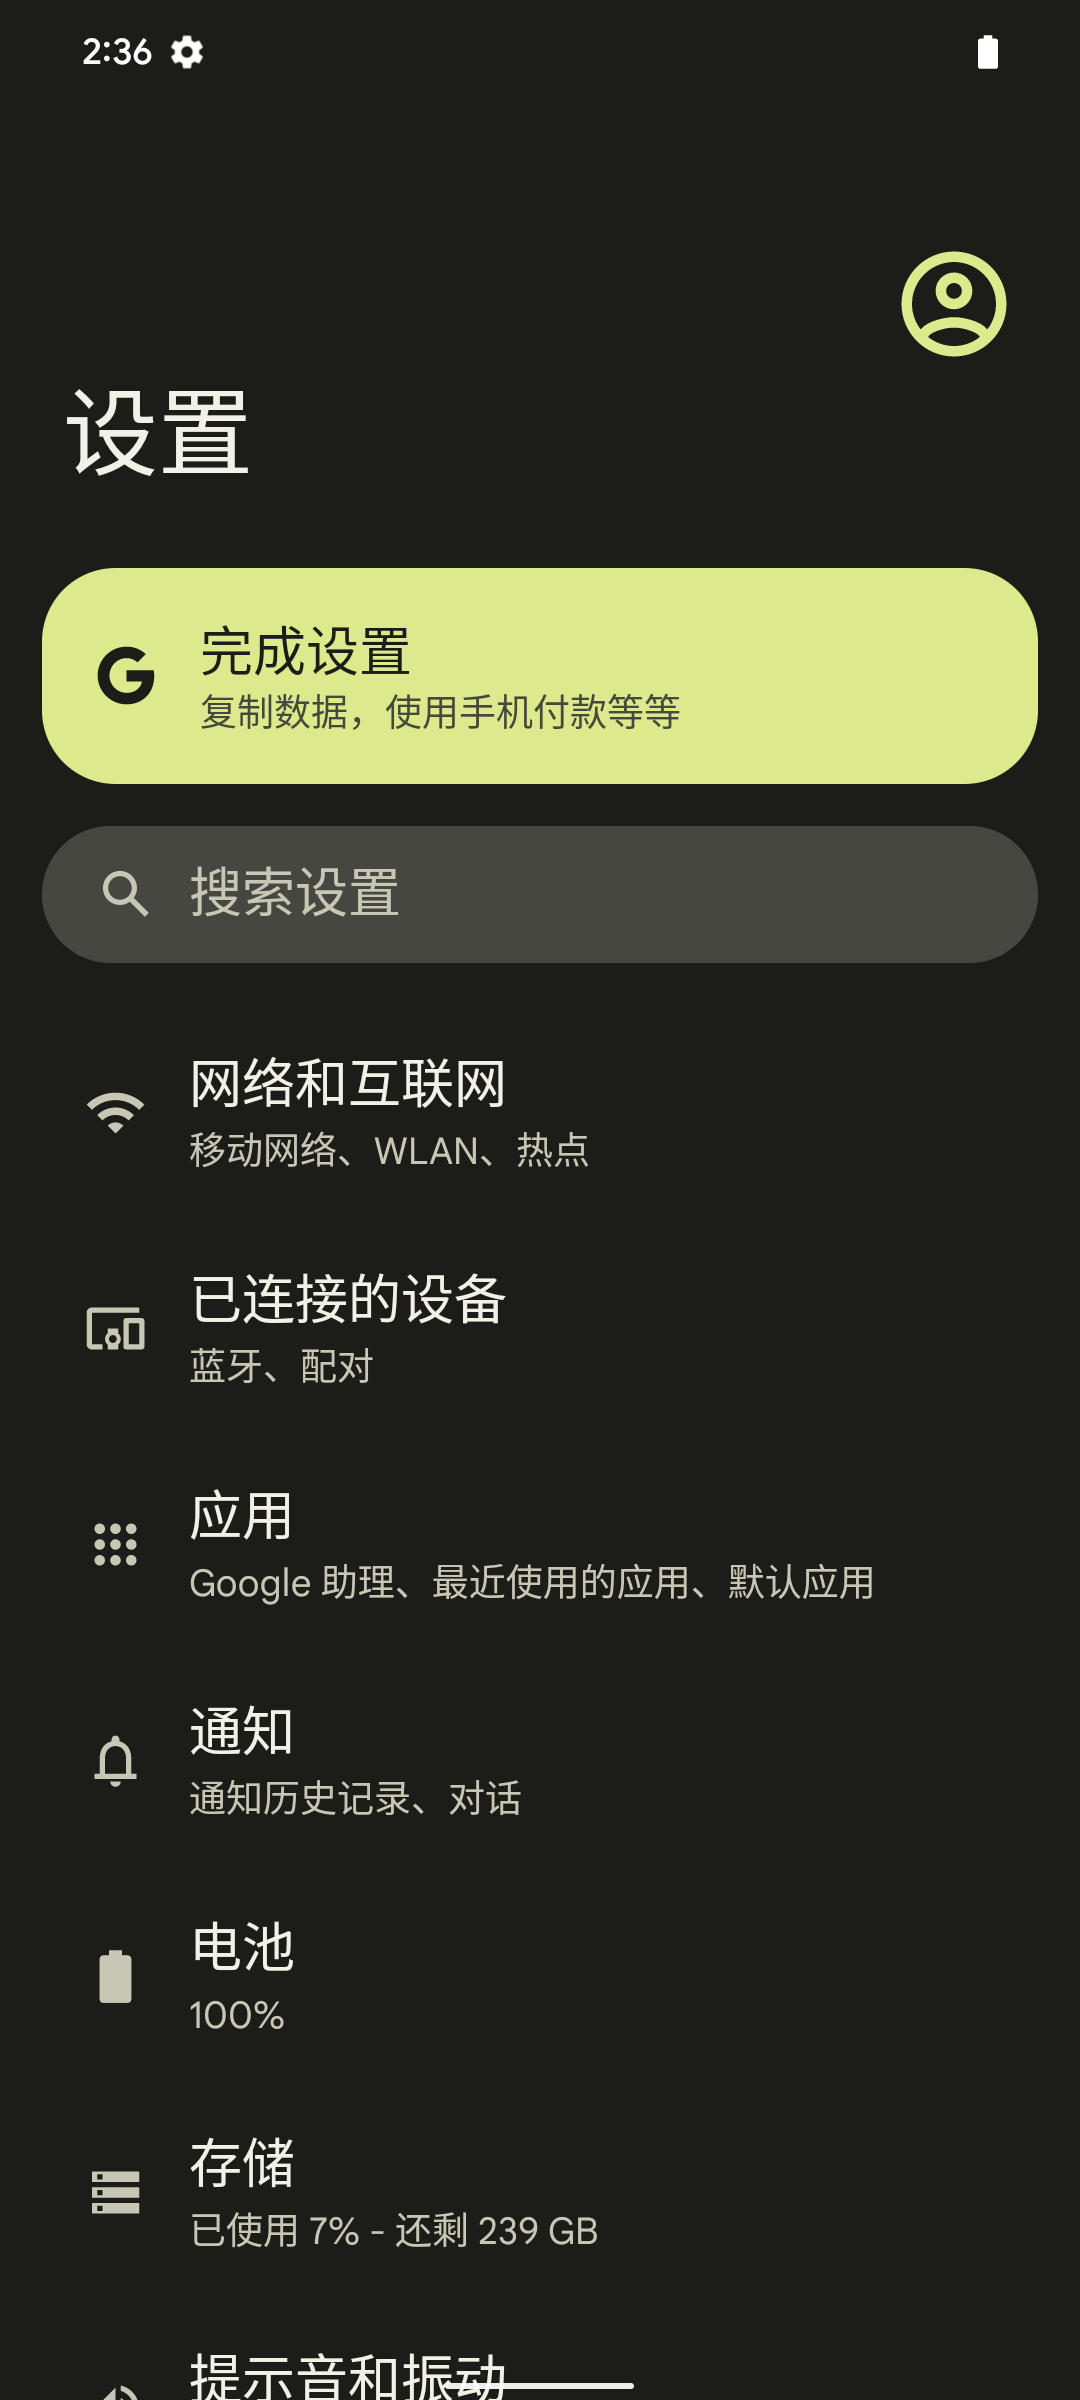 2:36
设置
完成设置
复制数据，使用手机付款等等
搜索设置
网络和互联网
移动网络、WLAN、热点
已连接的设备
蓝牙、配对
应用
Google 助理、最近使用的应用、默认应用
通知
通知历史记录、对话
电池
100%
存储
已使用 7% - 还剩 239 GB
提示音和振动